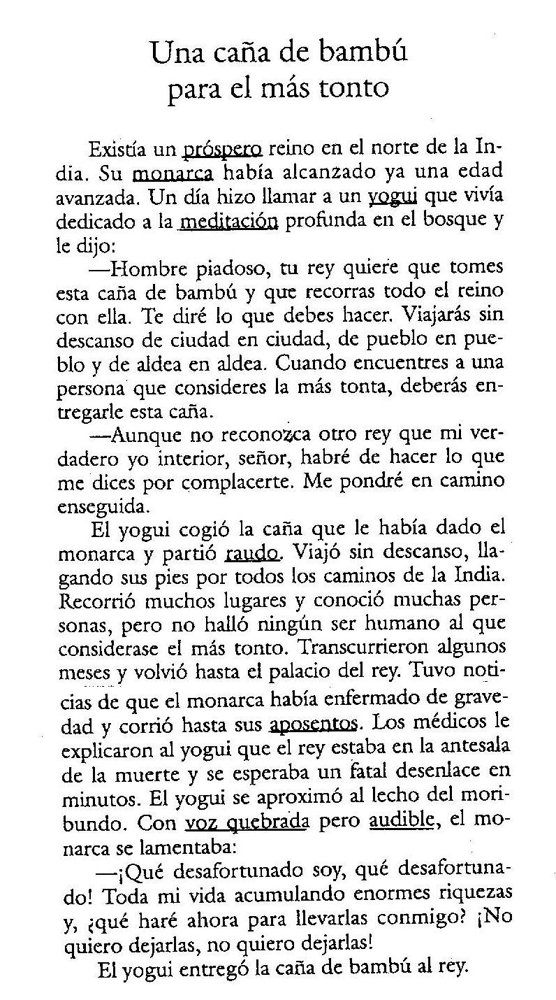 Una caña de bambú
para el más tonto
Existía un próspero reino en el norte de la In-
dia. Su monarca había alcanzado ya una edad
avanzada. Un día hizo llamar a un yogui que vivía
dedicado a la meditación profunda en el bosque y
le dijo:
—Hombre piadoso, tu rey quiere que tomes
esta caña de bambú y que recorras todo el reino
con ella. Te diré lo que debes hacer. Viajarás sin
descanso de ciudad en ciudad, de pueblo en pue-
blo y de aldea en aldea. Cuando encuentres a una
persona que consideres la más tonta, deberás en-
tregarle esta caña.
—Aunque no reconozca otro rey que mi ver-
dadero yo interior, señor, habré de hacer lo que
me dices por complacerte. Me pondré en camino
enseguida.
El yogui cogió la caña que le había dado el
monarca y partió raudo. Viajó sin descanso, lla-
gando sus pies por todos los caminos de la India.
Recorrió muchos lugares y conoció muchas per-
sonas, pero no halló ningún ser humano al que
considerase el más tonto. Transcurrieron algunos
meses y volvió hasta el palacio del rey. Tuvo noti-
cias de que el monarca había enfermado de grave-
dad y corrió hasta sus aposentos. Los médicos le
explicaron al yogui que el rey estaba en la antesala
de la muerte y se esperaba un fatal desenlace en
minutos. El yogui se aproximó al lecho del mori-
bundo. Con voz quebrada pero audible, el mo-
narca se lamentaba:
—¡Qué desafortunado soy, qué desafortuna-
do! Toda mi vida acumulando enormes riquezas
y, ¿qué haré ahora para llevarlas conmigo? ¡No
quiero dejarlas, no quiero dejarlas!
El yogui entregó la caña de bambú al rey.